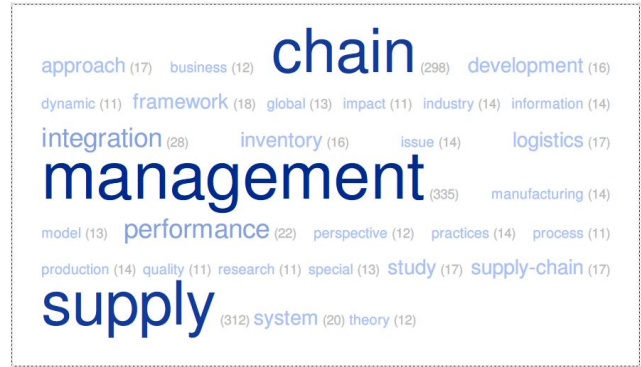 approach (17) business (12) chain (298) development (16)
dynamic (11) framework (18) global (13) impact (11) industry (14) information (14)
integration (28) inventory (16) issue (14) logistics (17)
management (335) manufacturing (14)
model (13) performance (22) perspective (12) practices (14) process (11)
production (14) quality (11) research (11) special (13) study (17) supply-chain (17)
supply (312) system (20) theory (12)